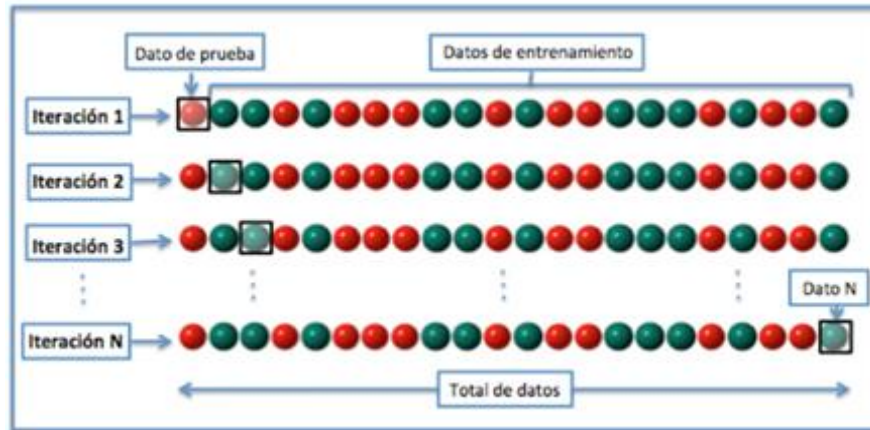 Dato de prueba
Datos de entrenamiento
Iteración 1
Iteración 2
Iteración 3
Dato N
Iteración N
Total de datos